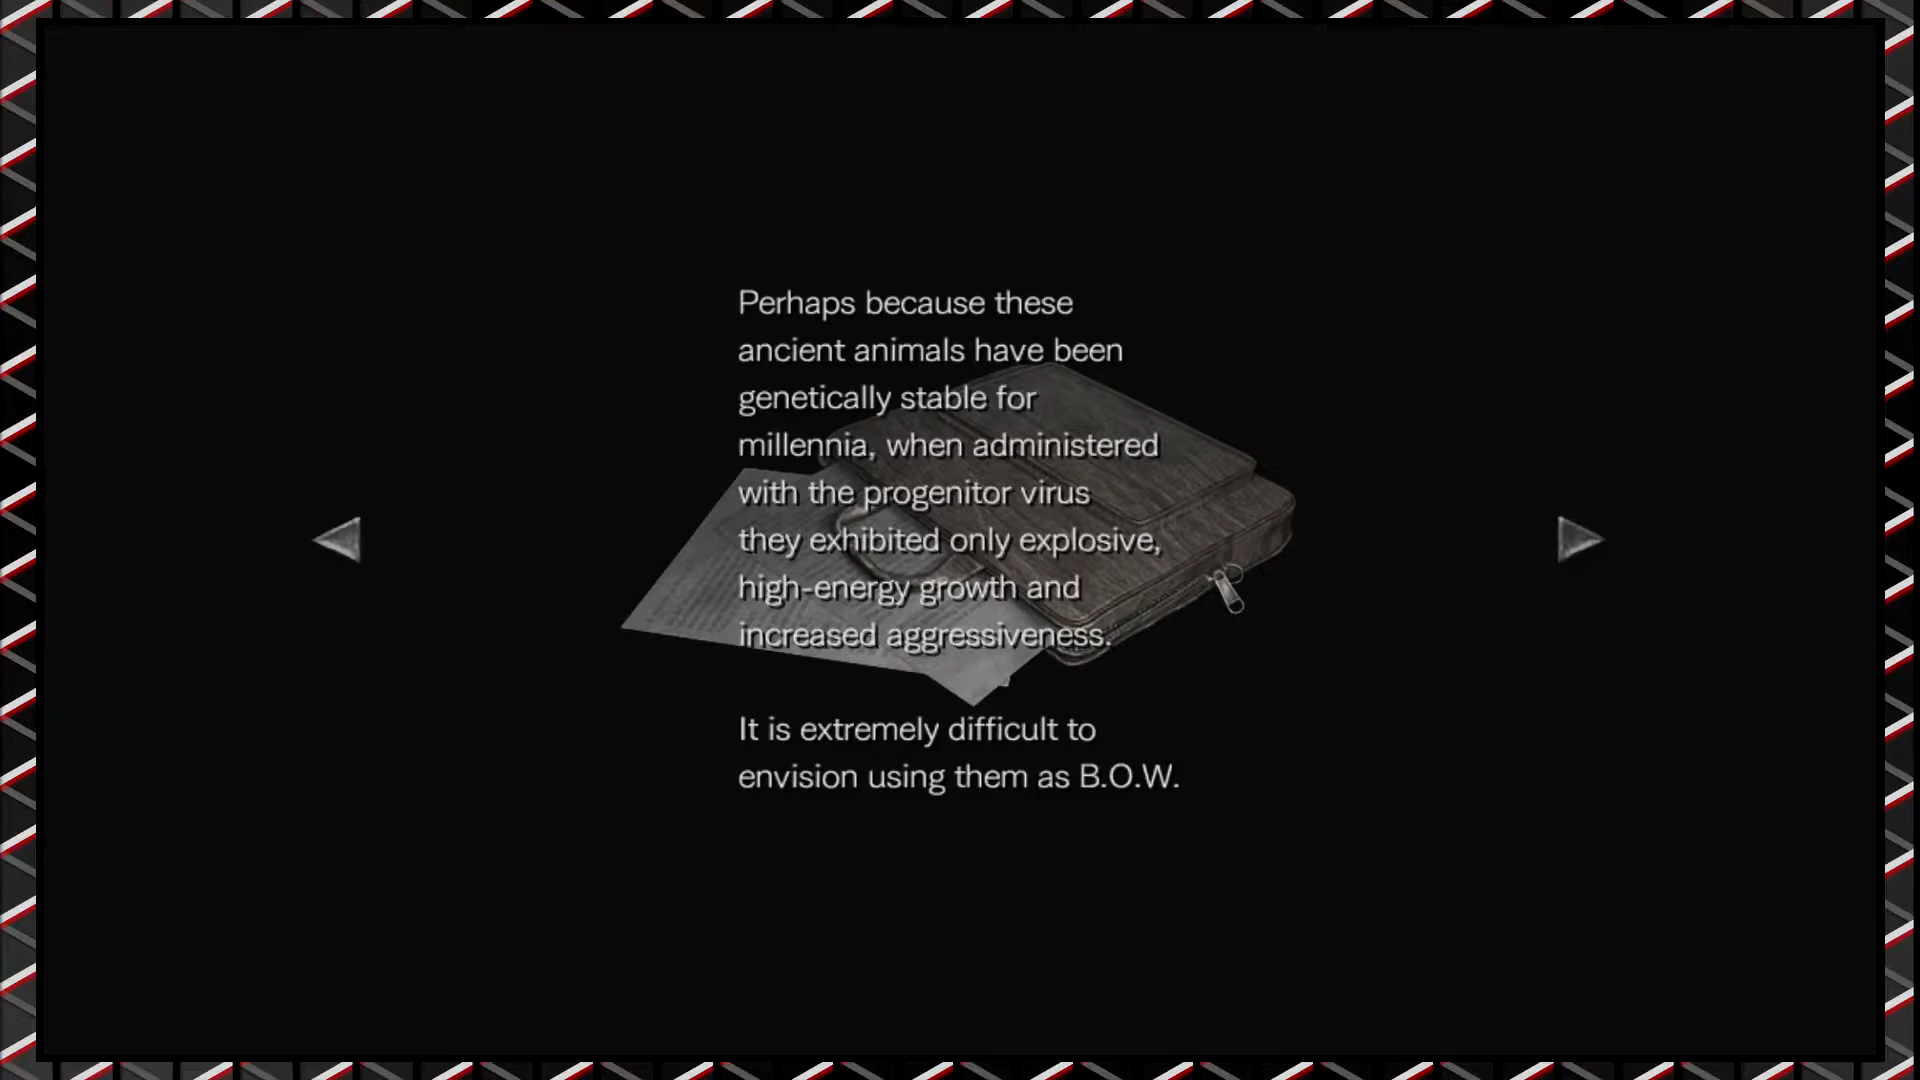 Perhaps because these
ancient animals have been
genetically stable for
millennia, when administered
with the progenitor virus
they exhibited only explosive,
high-energy growth and
increased aggressiveness.
It is extremely difficult to
envision using them as B.O.W.